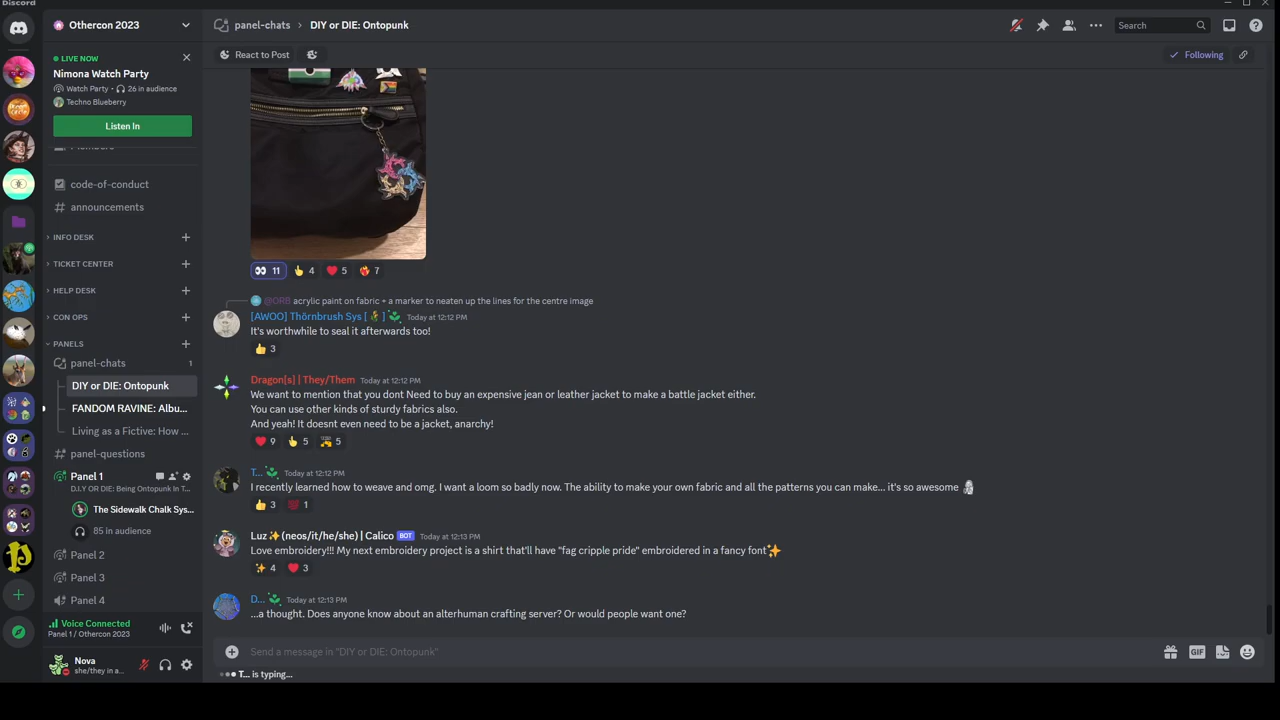 Discord
Othercon 2023
panel-chats › DIY or DIE: Ontopunk
Search
LIVE NOW
Nimona Watch Party
Watch Party • 26 in audience
Techno Blueberry
Listen In
React to Post
Following
Members
code-of-conduct
announcements
INFO DESK
TICKET CENTER
HELP DESK
CON OPS
PANELS
panel-chats 1
DIY or DIE: Ontopunk
FANDOM RAVINE: Albu...
Living as a Fictive: How ...
panel-questions
Panel 1
D.I.Y OR DIE: Being Ontopunk In T...
The Sidewalk Chalk Sys...
85 in audience
Panel 2
Panel 3
Panel 4
Voice Connected
Panel 1 / Othercon 2023
Nova
she/they in a...
11 4 5 7
acrylic paint on fabric + a marker to neaten up the lines for the centre image
[AWOO] Thörnbrush Sys [ ] Today at 12:12 PM
It's worthwhile to seal it afterwards too!
3
Dragon[s] | They/Them Today at 12:12 PM
We want to mention that you dont Need to buy an expensive jean or leather jacket to make a battle jacket either.
You can use other kinds of sturdy fabrics also.
And yeah! It doesnt even need to be a jacket, anarchy!
9 5 5
T... Today at 12:12 PM
I recently learned how to weave and omg. I want a loom so badly now. The ability to make your own fabric and all the patterns you can make... it's so awesome
3 1
Luz✨(neos/it/he/she) | Calico BOT Today at 12:13 PM
Love embroidery!!! My next embroidery project is a shirt that'll have "fag cripple pride" embroidered in a fancy font✨
4 3
D... Today at 12:13 PM
...a thought. Does anyone know about an alterhuman crafting server? Or would people want one?
Send a message in "DIY or DIE: Ontopunk"
GIF
T... is typing...